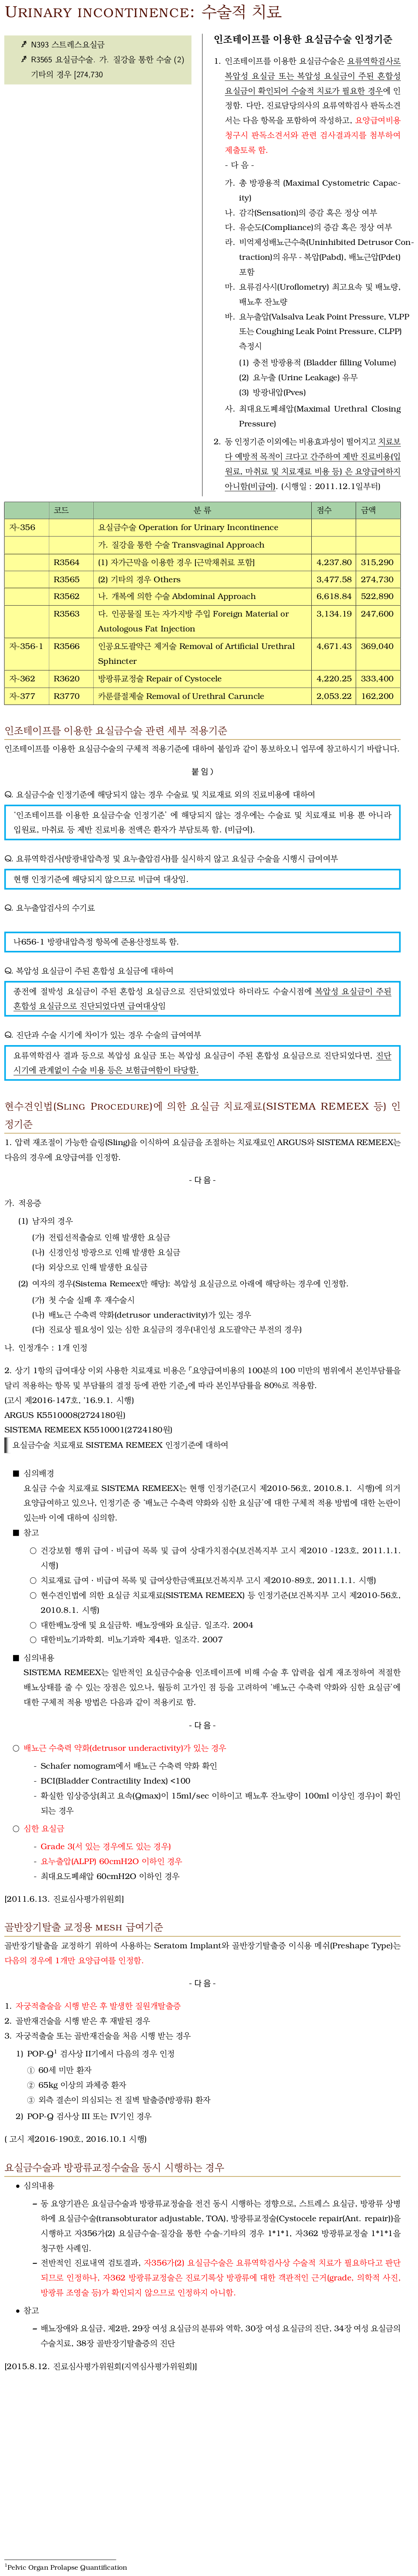 URINARY INCONTINENCE: 수술적 치료
N393 스트레스요실금
R3565 요실금수술. 가. 질강을 통한 수술 (2)
기타의 경우 [274,730
인조테이프를 이용한 요실금수술 인정기준
1. 인조테이프를 이용한 요실금수술은 요류역학검사로
복압성 요실금 또는 복압성 요실금이 주된 혼합성
요실금이 확인되어 수술적 치료가 필요한 경우에 인
정함. 다만, 진료담당의사의 요류역학검사 판독소견
서는 다음 항목을 포함하여 작성하고, 요양급여비용
청구시 판독소견서와 관련 검사결과지를 첨부하여
제출토록 함.
- 다 음 -
가. 총 방광용적 (Maximal Cystometric Capac-
ity)
나. 감각(Sensation)의 증감 혹은 정상 여부
다. 유순도(Compliance)의 증감 혹은 정상 여부
라. 비억제성배뇨근수축(Uninhibited Detrusor Con-
traction)의 유무 - 복압(Pabd), 배뇨근압(Pdet)
포함
마. 요류검사시(Uroflometry) 최고요속 및 배뇨량,
배뇨후 잔뇨량
바. 요누출압(Valsalva Leak Point Pressure, VLPP
또는 Coughing Leak Point Pressure, CLPP)
측정시
(1) 충전 방광용적 (Bladder filling Volume)
(2) 요누출 (Urine Leakage) 유무
(3) 방광내압(Pves)
사. 최대요도폐쇄압(Maximal Urethral Closing
Pressure)
2. 동 인정기준 이외에는 비용효과성이 떨어지고 치료보
다 예방적 목적이 크다고 간주하여 제반 진료비용(입
원료, 마취료 및 치료재료 비용 등) 은 요양급여하지
아니함(비급여). (시행일 : 2011.12.1일부터)
코드 분 류 점수 금액
자-356 요실금수술 Operation for Urinary Incontinence
가. 질강을 통한 수술 Transvaginal Approach
R3564 (1) 자가근막을 이용한 경우 [근막채취료 포함] 4,237.80 315,290
R3565 (2) 기타의 경우 Others 3,477.58 274,730
R3562 나. 개복에 의한 수술 Abdominal Approach 6,618.84 522,890
R3563 다. 인공물질 또는 자가지방 주입 Foreign Material or 3,134.19 247,600
Autologous Fat Injection
자-356-1 R3566 인공요도괄약근 제거술 Removal of Artificial Urethral 4,671.43 369,040
Sphincter
자-362 R3620 방광류교정술 Repair of Cystocele 4,220.25 333,400
자-377 R3770 카룬클절제술 Removal of Urethral Caruncle 2,053.22 162,200
인조테이프를 이용한 요실금수술 관련 세부 적용기준
인조테이프를 이용한 요실금수술의 구체적 적용기준에 대하여 붙임과 같이 통보하오니 업무에 참고하시기 바랍니다.
붙 임 )
Q. 요실금수술 인정기준에 해당되지 않는 경우 수술료 및 치료재료 외의 진료비용에 대하여
'인조테이프를 이용한 요실금수술 인정기준' 에 해당되지 않는 경우에는 수술료 및 치료재료 비용 뿐 아니라
입원료, 마취료 등 제반 진료비용 전액은 환자가 부담토록 함. (비급여).
Q. 요류역학검사(방광내압측정 및 요누출압검사)를 실시하지 않고 요실금 수술을 시행시 급여여부
현행 인정기준에 해당되지 않으므로 비급여 대상임.
Q. 요누출압검사의 수기료
나656-1 방광내압측정 항목에 준용산정토록 함.
Q. 복압성 요실금이 주된 혼합성 요실금에 대하여
종전에 절박성 요실금이 주된 혼합성 요실금으로 진단되었었다 하더라도 수술시점에 복압성 요실금이 주된
혼합성 요실금으로 진단되었다면 급여대상임
Q. 진단과 수술 시기에 차이가 있는 경우 수술의 급여여부
요류역학검사 결과 등으로 복압성 요실금 또는 복압성 요실금이 주된 혼합성 요실금으로 진단되었다면, 진단
시기에 관계없이 수술 비용 등은 보험급여함이 타당함.
현수견인법(SLING PROCEDURE)에 의한 요실금 치료재료(SISTEMA REMEEX 등) 인
정기준
1. 압력 재조절이 가능한 슬링(Sling)을 이식하여 요실금을 조절하는 치료재료인 ARGUS와 SISTEMA REMEEX는
다음의 경우에 요양급여를 인정함.
- 다 음 -
가. 적응증
(1) 남자의 경우
(가) 전립선적출술로 인해 발생한 요실금
(나) 신경인성 방광으로 인해 발생한 요실금
(다) 외상으로 인해 발생한 요실금
(2) 여자의 경우(Sistema Remeex만 해당): 복압성 요실금으로 아래에 해당하는 경우에 인정함.
(가) 첫 수술 실패 후 재수술시
(나) 배뇨근 수축력 약화(detrusor underactivity)가 있는 경우
(다) 진료상 필요성이 있는 심한 요실금의 경우(내인성 요도괄약근 부전의 경우)
나. 인정개수 : 1개 인정
2. 상기 1항의 급여대상 이외 사용한 치료재료 비용은 「요양급여비용의 100분의 100 미만의 범위에서 본인부담률을
달리 적용하는 항목 및 부담률의 결정 등에 관한 기준」에 따라 본인부담률을 80%로 적용함.
(고시 제2016-147호, '16.9.1. 시행)
ARGUS K5510008(2724180원)
SISTEMA REMEEX K5510001(2724180원)
요실금수술 치료재료 SISTEMA REMEEX 인정기준에 대하여
■ 심의배경
요실금 수술 치료재료 SISTEMA REMEEX는 현행 인정기준(고시 제2010-56호, 2010.8.1. 시행)에 의거
요양급여하고 있으나, 인정기준 중 '배뇨근 수축력 약화와 심한 요실금'에 대한 구체적 적용 방법에 대한 논란이
있는바 이에 대하여 심의함.
■ 참고
○ 건강보험 행위 급여·비급여 목록 및 급여 상대가치점수(보건복지부 고시 제2010 -123호, 2011.1.1.
시행)
○ 치료재료 급여·비급여 목록 및 급여상한금액표(보건복지부 고시 제2010-89호, 2011.1.1. 시행)
○ 현수견인법에 의한 요실금 치료재료(SISTEMA REMEEX) 등 인정기준(보건복지부 고시 제2010-56호,
2010.8.1. 시행)
○ 대한배뇨장애 및 요실금학. 배뇨장애와 요실금. 일조각. 2004
○ 대한비뇨기과학회. 비뇨기과학 제4판. 일조각. 2007
■ 심의내용
SISTEMA REMEEX는 일반적인 요실금수술용 인조테이프에 비해 수술 후 압력을 쉽게 재조정하여 적절한
배뇨상태를 줄 수 있는 장점은 있으나, 월등히 고가인 점 등을 고려하여 '배뇨근 수축력 약화와 심한 요실금'에
대한 구체적 적용 방법은 다음과 같이 적용키로 함.
- 다 음 -
○ 배뇨근 수축력 약화(detrusor underactivity)가 있는 경우
- Schafer nomogram에서 배뇨근 수축력 약화 확인
- BCI(Bladder Contractility Index) <100
- 확실한 임상증상(최고 요속(Qmax)이 15ml/sec 이하이고 배뇨후 잔뇨량이 100ml 이상인 경우)이 확인
되는 경우
○ 심한 요실금
- Grade 3(서 있는 경우에도 있는 경우)
- 요누출압(ALPP) 60cmH2O 이하인 경우
- 최대요도폐쇄압 60cmH2O 이하인 경우
[2011.6.13. 진료심사평가위원회]
골반장기탈출 교정용 MESH 급여기준
골반장기탈출을 교정하기 위하여 사용하는 Seratom Implant와 골반장기탈출증 이식용 메쉬(Preshape Type)는
다음의 경우에 1개만 요양급여를 인정함.
- 다 음 -
1. 자궁적출술을 시행 받은 후 발생한 질원개탈출증
2. 골반재건술을 시행 받은 후 재발된 경우
3. 자궁적출술 또는 골반재건술을 처음 시행 받는 경우
1) POP-Q1 검사상 II기에서 다음의 경우 인정
① 60세 미만 환자
② 65kg 이상의 과체중 환자
③ 외측 결손이 의심되는 전 질벽 탈출증(방광류) 환자
2) POP-Q 검사상 III 또는 IV기인 경우
( 고시 제2016-190호, 2016.10.1 시행)
요실금수술과 방광류교정수술을 동시 시행하는 경우
● 심의내용
– 동 요양기관은 요실금수술과 방광류교정술을 전건 동시 시행하는 경향으로, 스트레스 요실금, 방광류 상병
하에 요실금수술(transobturator adjustable, TOA), 방광류교정술(Cystocele repair(Ant. repair))을
시행하고 자356가(2) 요실금수술-질강을 통한 수술-기타의 경우 1*1*1, 자362 방광류교정술 1*1*1을
청구한 사례임.
– 전반적인 진료내역 검토결과, 자356가(2) 요실금수술은 요류역학검사상 수술적 치료가 필요하다고 판단
되므로 인정하나, 자362 방광류교정술은 진료기록상 방광류에 대한 객관적인 근거(grade, 의학적 사진,
방광류 조영술 등)가 확인되지 않으므로 인정하지 아니함.
● 참고
– 배뇨장애와 요실금, 제2판, 29장 여성 요실금의 분류와 역학, 30장 여성 요실금의 진단, 34장 여성 요실금의
수술치료, 38장 골반장기탈출증의 진단
[2015.8.12. 진료심사평가위원회(지역심사평가위원회)]
1Pelvic Organ Prolapse Quantification